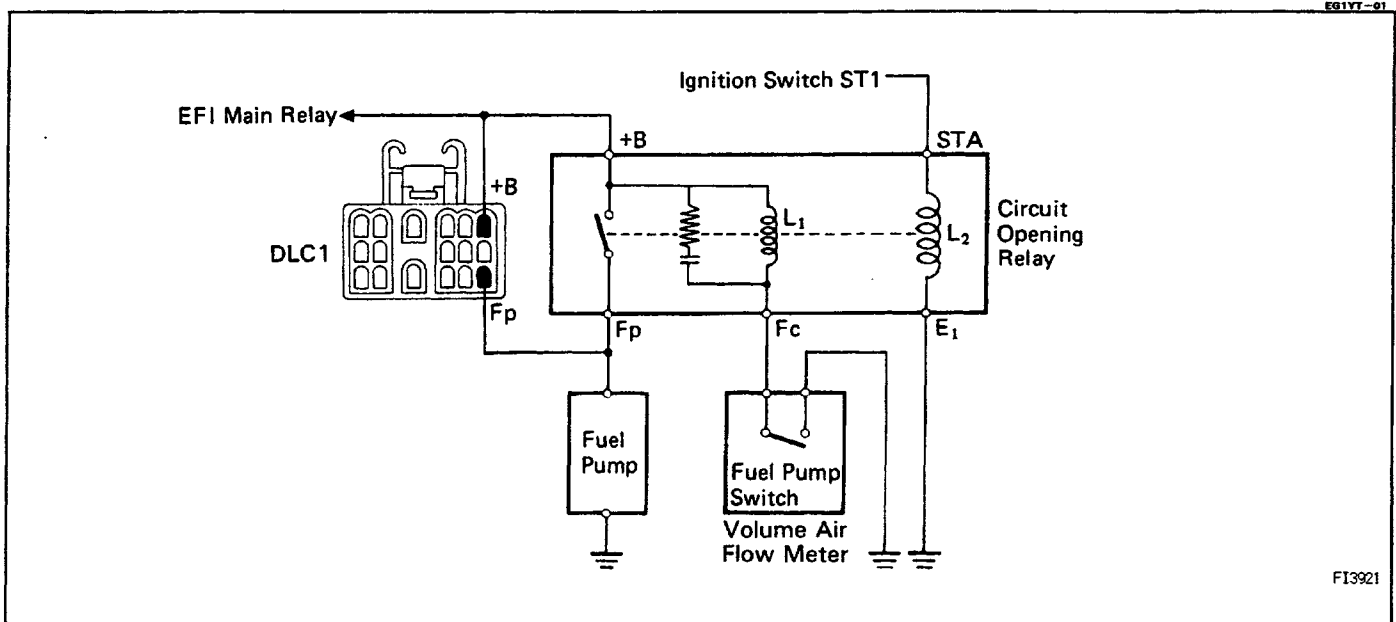 EG1YT-01
Ignition Switch ST1
EFI Main Relay
+B
STA
+B
L₁
L₂
Circuit
Opening
Relay
DLC1
Fp
Fp
Fc
E₁
Fuel
Pump
Fuel Pump
Switch
Volume Air
Flow Meter
FI3921